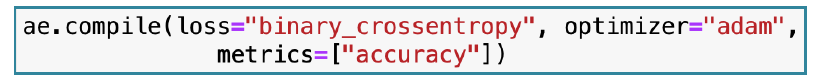 ae.compile(loss="binary_crossentropy", optimizer="adam",
metrics=["accuracy"])